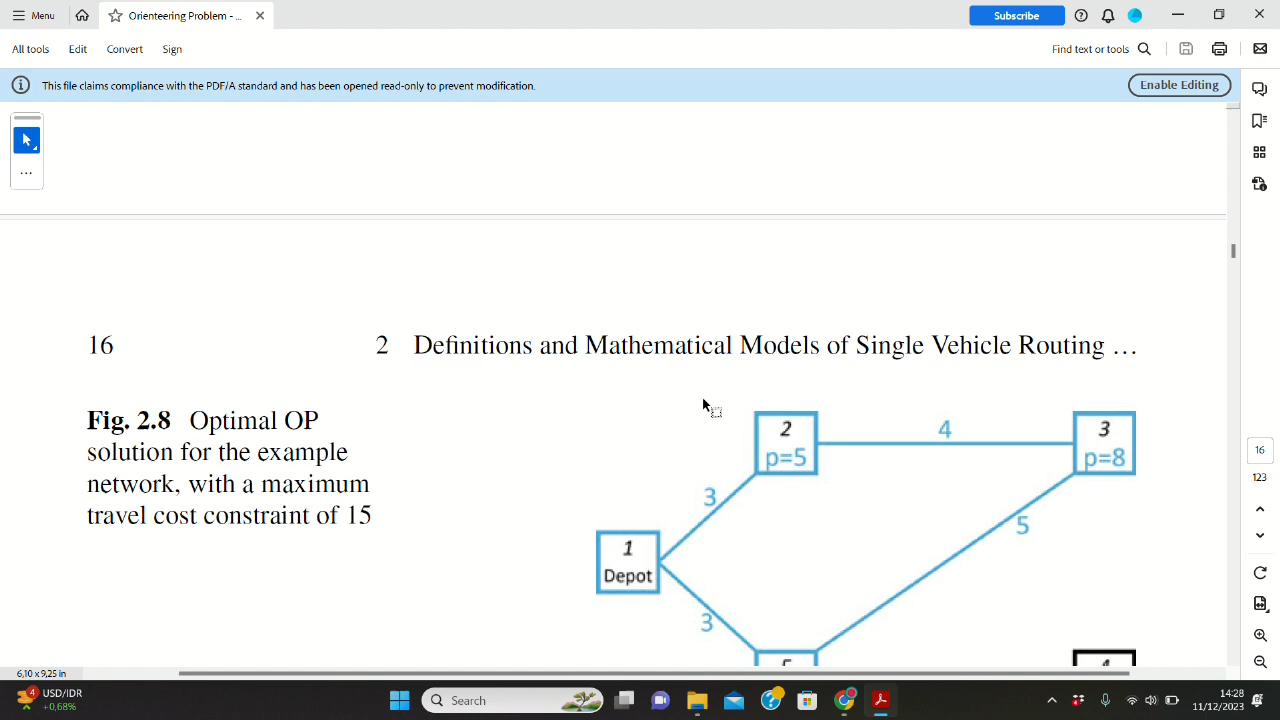 Menu
Orienteering Problem - ...
Subscribe
All tools
Edit
Convert
Sign
Find text or tools
This file claims compliance with the PDF/A standard and has been opened read-only to prevent modification.
Enable Editing
...
16 2 Definitions and Mathematical Models of Single Vehicle Routing ...
Fig. 2.8 Optimal OP
solution for the example
network, with a maximum
travel cost constraint of 15
2
p=5
4
3
p=8
3
5
1
Depot
3
16
123
6,10 x 9,25 in
4
USD/IDR
+0,68%
Search
14:28
11/12/2023